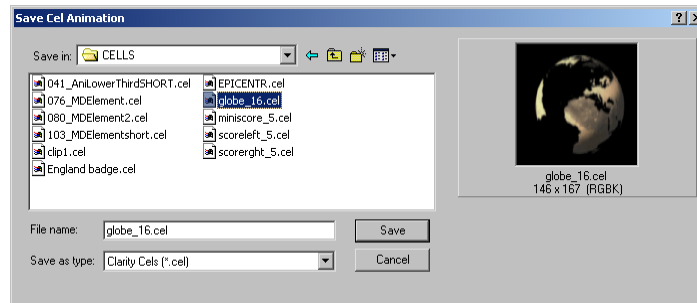 Save Cel Animation
Save in: CELLS
041_AniLowerThirdSHORT.cel
076_MDElement.cel
080_MDElement2.cel
103_MDElementshort.cel
clip1.cel
England badge.cel
EPICENTR.cel
globe_16.cel
miniscore_5.cel
scoreleft_5.cel
scorerght_5.cel
globe_16.cel
146 x 167 (RGBK)
File name: globe_16.cel Save
Save as type: Clarity Cels (*.cel) Cancel